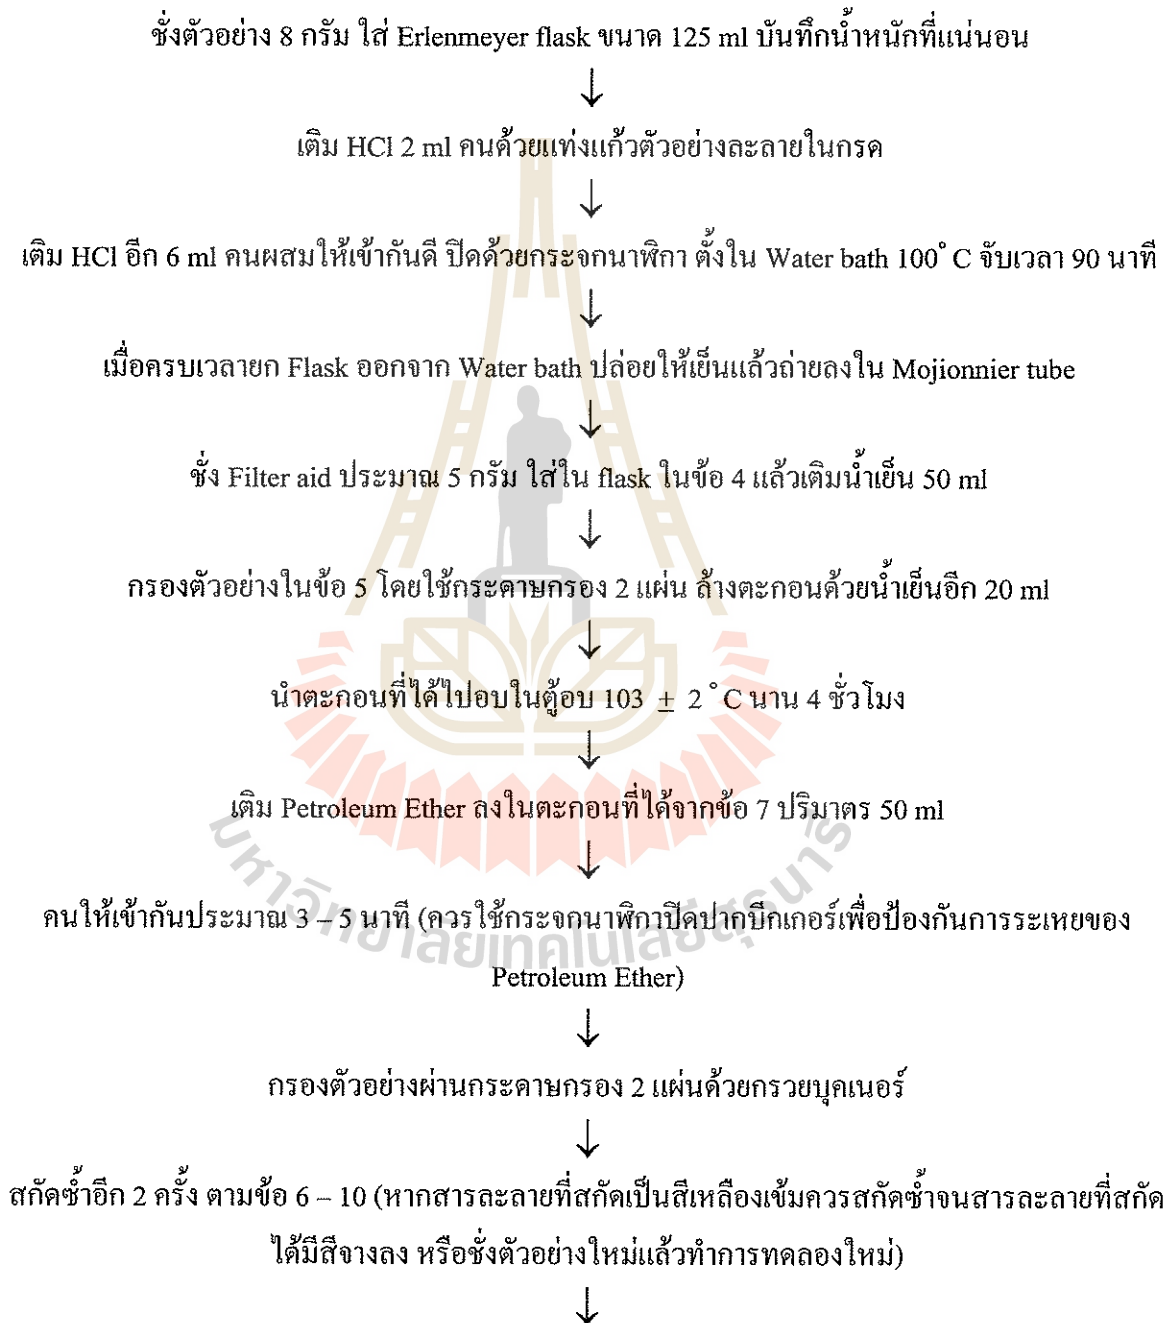 ชั่งตัวอย่าง 8 กรัม ใส่ Erlenmeyer flask ขนาด 125 ml บันทึกน้ำหนักที่แน่นอน
↓
เติม HCl 2 ml คนด้วยแท่งแก้วตัวอย่างละลายในกรด
↓
เติม HCl อีก 6 ml คนผสมให้เข้ากันดี ปิดด้วยกระจกนาฬิกา ตั้งใน Water bath 100° C จับเวลา 90 นาที
↓
เมื่อครบเวลายก Flask ออกจาก Water bath ปล่อยให้เย็นแล้วถ่ายลงใน Mojionnier tube
↓
ชั่ง Filter aid ประมาณ 5 กรัม ใส่ใน flask ในข้อ 4 แล้วเติมน้ำเย็น 50 ml
↓
กรองตัวอย่างในข้อ 5 โดยใช้กระดาษกรอง 2 แผ่น ล้างตะกอนด้วยน้ำเย็นอีก 20 ml
↓
นำตะกอนที่ได้ไปอบในตู้อบ 103 ± 2 °C นาน 4 ชั่วโมง
↓
เติม Petroleum Ether ลงในตะกอนที่ได้จากข้อ 7 ปริมาตร 50 ml
↓
คนให้เข้ากันประมาณ 3 – 5 นาที (ควรใช้กระจกนาฬิกาปิดปากบีกเกอร์เพื่อป้องกันการระเหยของ
Petroleum Ether)
↓
กรองตัวอย่างผ่านกระดาษกรอง 2 แผ่นด้วยกรวยบุคเนอร์
↓
สกัดซ้ำอีก 2 ครั้ง ตามข้อ 6 – 10 (หากสารละลายที่สกัดเป็นสีเหลืองเข้มควรสกัดซ้ำจนสารละลายที่สกัด
ได้มีสีจางลง หรือชั่งตัวอย่างใหม่แล้วทำการทดลองใหม่)
↓
มหาวิทยาลัยเทคโนโลยีสุรนารี